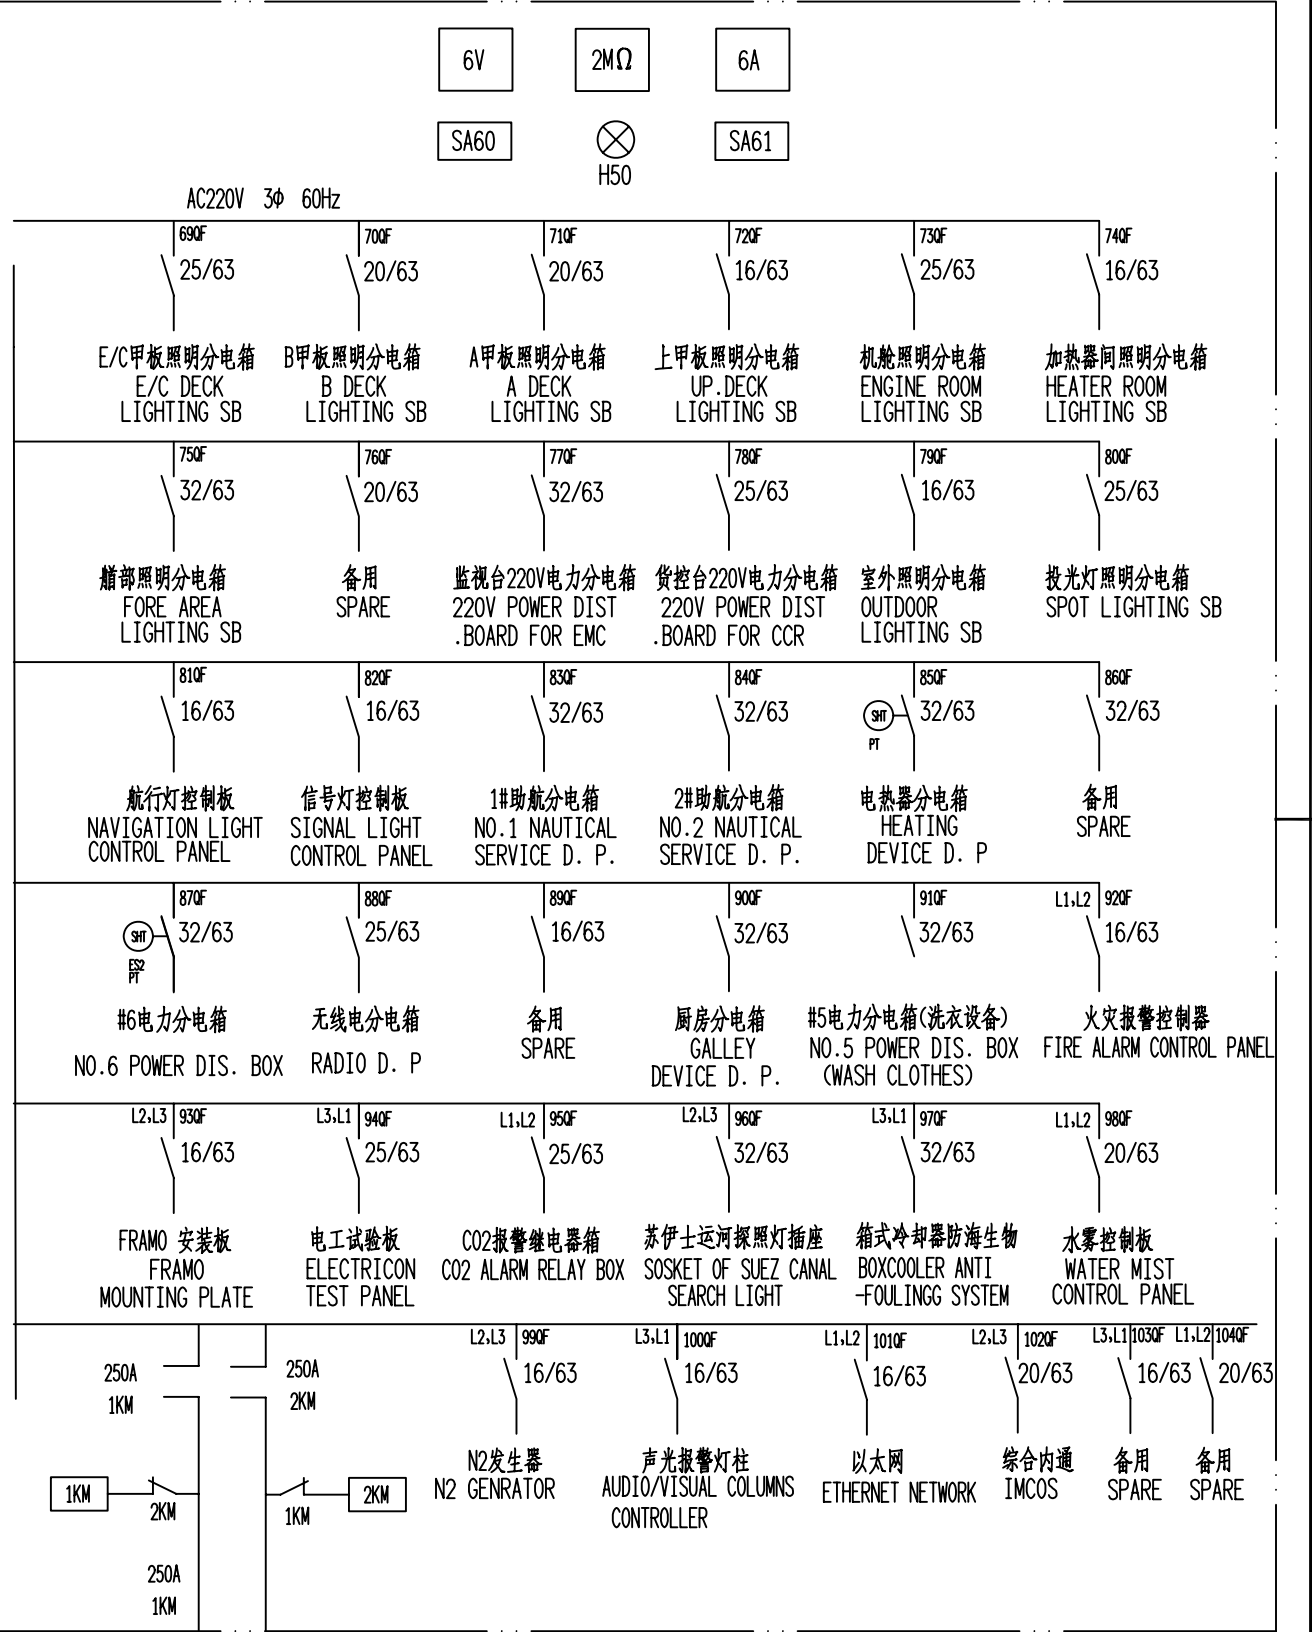 6V 2MΩ 6A
SA60 SA61
H50
AC220V 3Φ 60Hz
69QF 70QF 71QF 72QF 73QF 74QF
25/63 20/63 20/63 16/63 25/63 16/63
E/C甲板照明分电箱 B甲板照明分电箱 A甲板照明分电箱 上甲板照明分电箱 机舱照明分电箱 加热器间照明分电箱
E/C DECK B DECK A DECK UP.DECK ENGINE ROOM HEATER ROOM
LIGHTING SB LIGHTING SB LIGHTING SB LIGHTING SB LIGHTING SB LIGHTING SB
75QF 76QF 77QF 78QF 79QF 80QF
32/63 20/63 32/63 25/63 16/63 25/63
艏部照明分电箱 备用 监视台220V电力分电箱 货控台220V电力分电箱 室外照明分电箱 投光灯照明分电箱
FORE AREA SPARE 220V POWER DIST 220V POWER DIST OUTDOOR SPOT LIGHTING SB
LIGHTING SB .BOARD FOR EMC .BOARD FOR CCR LIGHTING SB
81QF 82QF 83QF 84QF 85QF 86QF
16/63 16/63 32/63 32/63 SHT 32/63 32/63
PT
航行灯控制板 信号灯控制板 1#助航分电箱 2#助航分电箱 电热器分电箱 备用
NAVIGATION LIGHT SIGNAL LIGHT NO.1 NAUTICAL NO.2 NAUTICAL HEATING SPARE
CONTROL PANEL CONTROL PANEL SERVICE D. P. SERVICE D. P. DEVICE D. P
87QF 88QF 89QF 90QF 91QF L1,L2 92QF
SHT 32/63 25/63 16/63 32/63 32/63 16/63
ES2
PT
#6电力分电箱 无线电分电箱 备用 厨房分电箱 #5电力分电箱(洗衣设备) 火灾报警控制器
NO.6 POWER DIS. BOX RADIO D. P SPARE GALLEY NO.5 POWER DIS. BOX FIRE ALARM CONTROL PANEL
DEVICE D. P. (WASH CLOTHES)
L2,L3 93QF L3,L1 94QF L1,L2 95QF L2,L3 96QF L3,L1 97QF L1,L2 98QF
16/63 25/63 25/63 32/63 32/63 20/63
FRAMO 安装板 电工试验板 CO2报警继电器箱 苏伊士运河探照灯插座 箱式冷却器防海生物 水雾控制板
FRAMO ELECTRICON CO2 ALARM RELAY BOX SOSKET OF SUEZ CANAL BOXCOOLER ANTI WATER MIST
MOUNTING PLATE TEST PANEL SEARCH LIGHT -FOULINGG SYSTEM CONTROL PANEL
L2,L3 99QF L3,L1 100QF L1,L2 101QF L2,L3 102QF L3,L1 103QF L1,L2 104QF
250A 250A 16/63 16/63 16/63 20/63 16/63 20/63
1KM 2KM
N2发生器 声光报警灯柱 以太网 综合内通 备用 备用
N2 GENRATOR AUDIO/VISUAL COLUMNS ETHERNET NETWORK IMCOS SPARE SPARE
CONTROLLER
1KM 2KM 1KM 2KM
250A
1KM